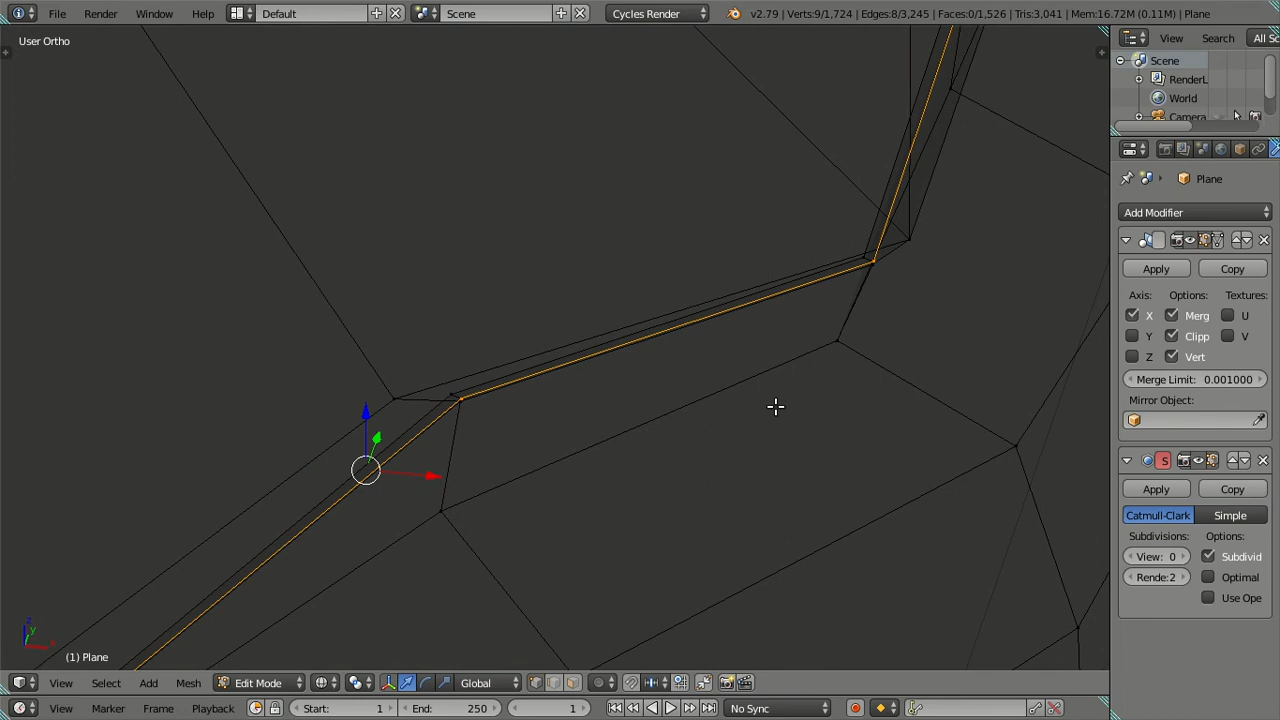 File Render Window Help Default Scene Cycles Render v2.79 | Verts:9/1,724 | Edges:8/3,245 | Faces:0/1,526 | Tris:3,041 | Mem:16.72M (0.11M) | Plane
User Ortho
View Search All Sc
Scene
RenderL
World
Camera
Plane
Add Modifier
Apply Copy
Axis: Options: Textures:
X Merg U
Y Clipp V
Z Vert
Merge Limit: 0.001000
Mirror Object:
S
Apply Copy
Catmull-Clark Simple
Subdivisions: Options:
View: 0 Subdivid
Rende:2 Optimal
Use Ope
z
y
x
(1) Plane
View Select Add Mesh Edit Mode Global
View Marker Frame Playback Start: 1 End: 250 1 No Sync